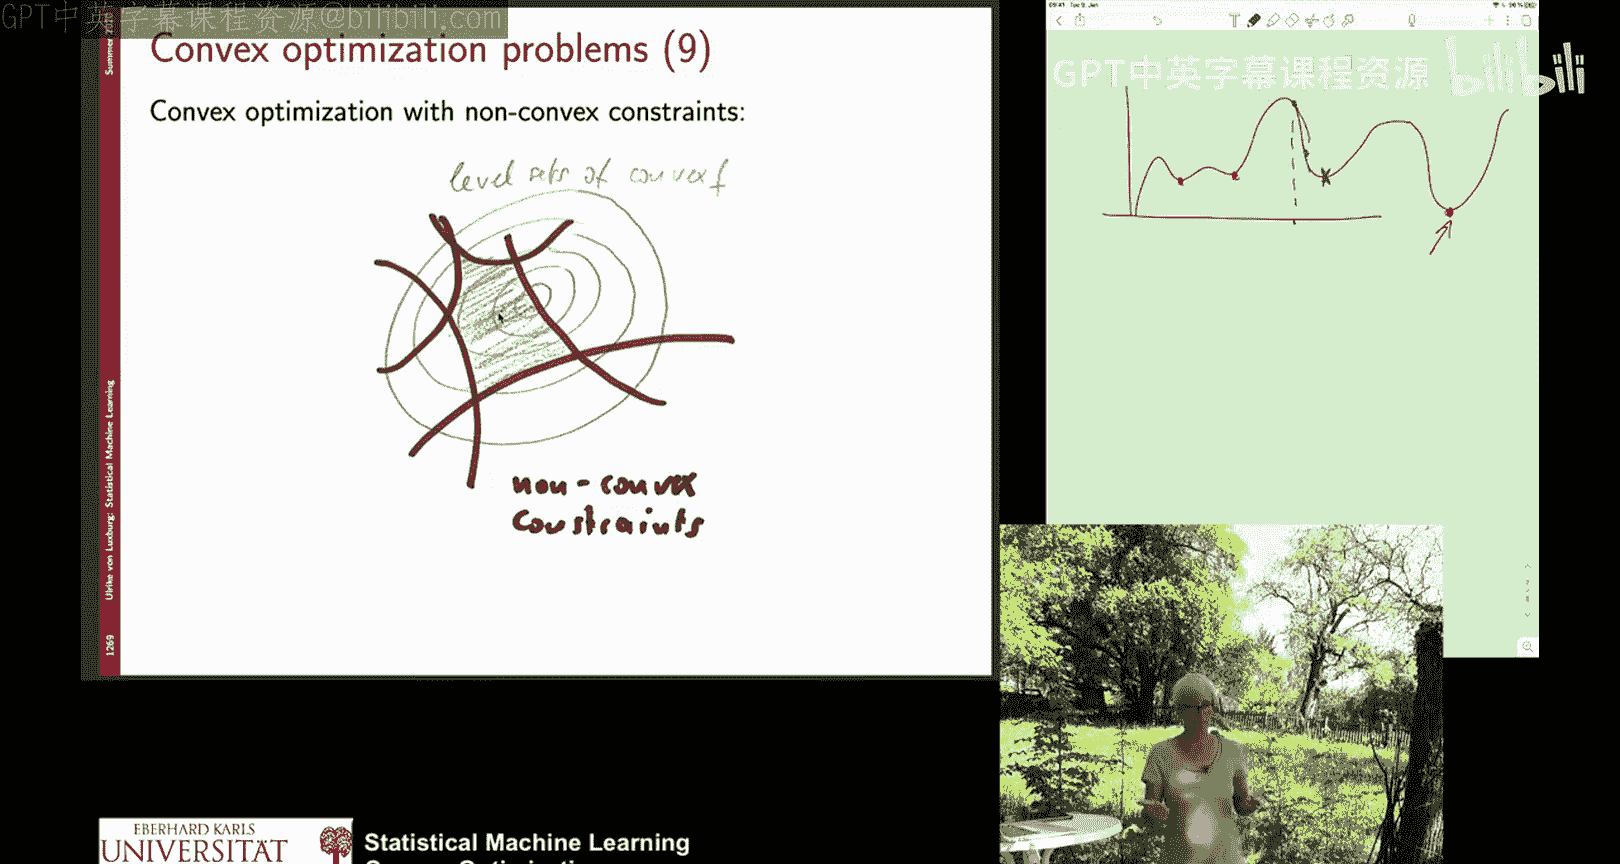 GPT中英字幕课程资源@bilibili.com
Convex optimization problems (9)
Convex optimization with non-convex constraints:
level sets of convex f
non-convex
constraints
Ulrike von Luxburg: Statistical Machine Learning
1269
GPT中英字幕课程资源 bilibili
EBERHARD KARLS
UNIVERSITÄT
Statistical Machine Learning